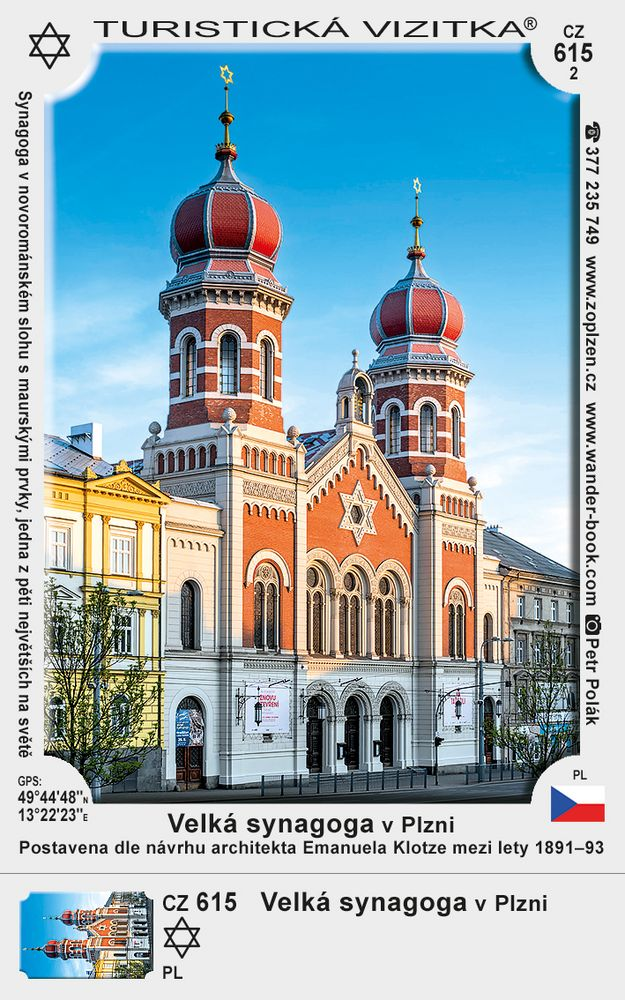 TURISTICKÁ VIZITKA®
CZ
615
2
Synagoga v novorománském slohu s maurskými prvky, jedna z pěti největších na světě
☎ 377 235 749 www.zoplzen.cz www.wander-book.com Petr Polák
ZNOVU
OTEVŘENÍ
GPS:
49°44'48"N
13°22'23"E
PL
Velká synagoga v Plzni
Postavena dle návrhu architekta Emanuela Klotze mezi lety 1891–93
CZ 615 Velká synagoga v Plzni
PL